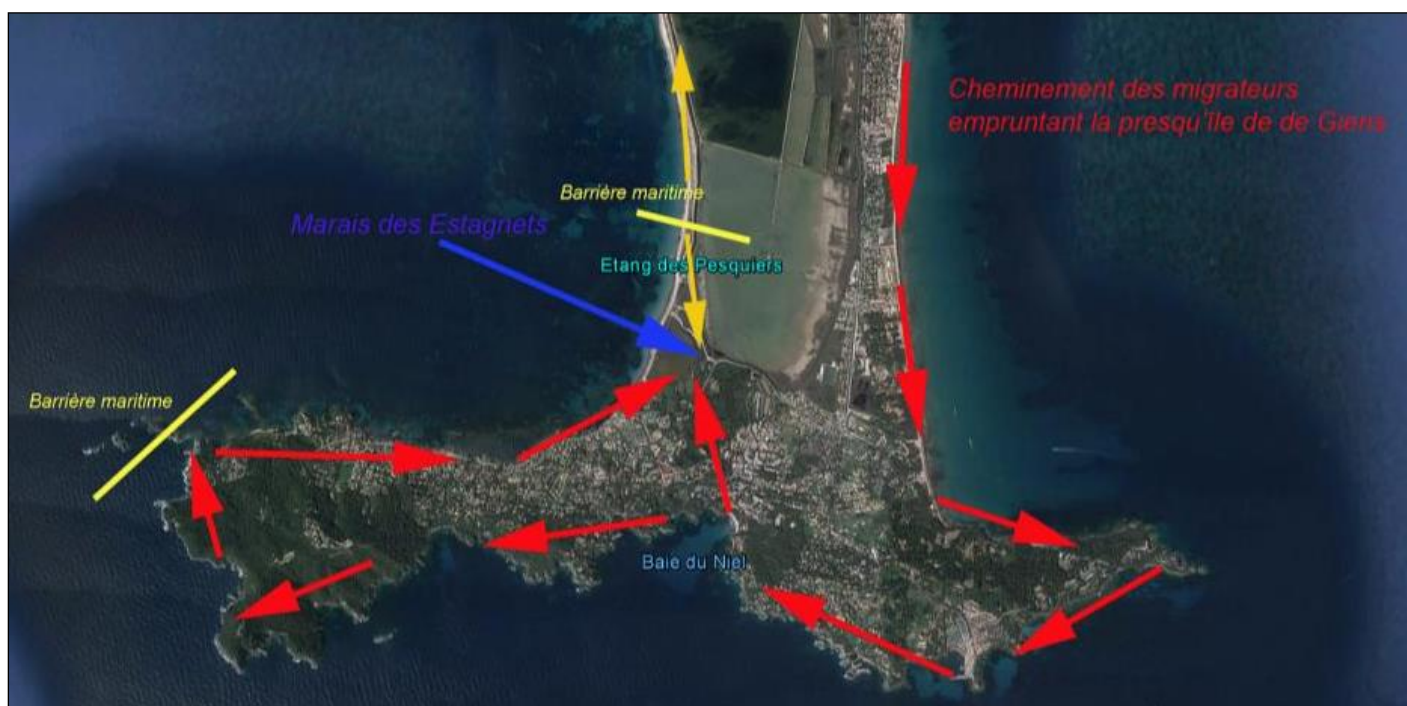 Cheminement des migrateurs
empruntant la presqu'île de de Giens
Barrière maritime
Marais des Estagnets
Etang des Pesquiers
Barrière maritime
Baie du Niel